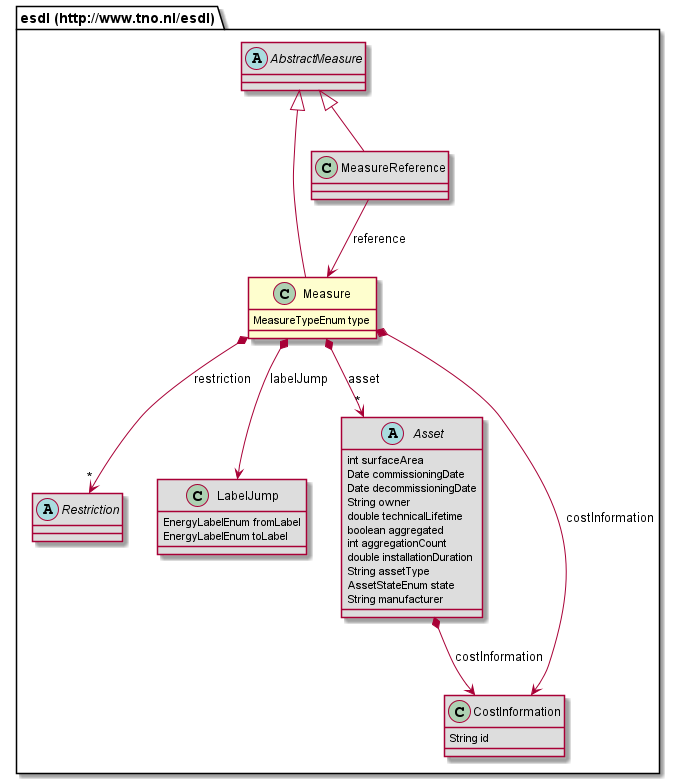 esdl (http://www.tno.nl/esdl)
A AbstractMeasure
C MeasureReference
reference
C Measure
MeasureTypeEnum type
restriction
labelJump
asset
*
*
A Asset
int surfaceArea
Date commissioningDate
Date decommissioningDate
String owner
double technicalLifetime
boolean aggregated
int aggregationCount
double installationDuration
String assetType
AssetStateEnum state
String manufacturer
A Restriction
C LabelJump
EnergyLabelEnum fromLabel
EnergyLabelEnum toLabel
costInformation
costInformation
C CostInformation
String id